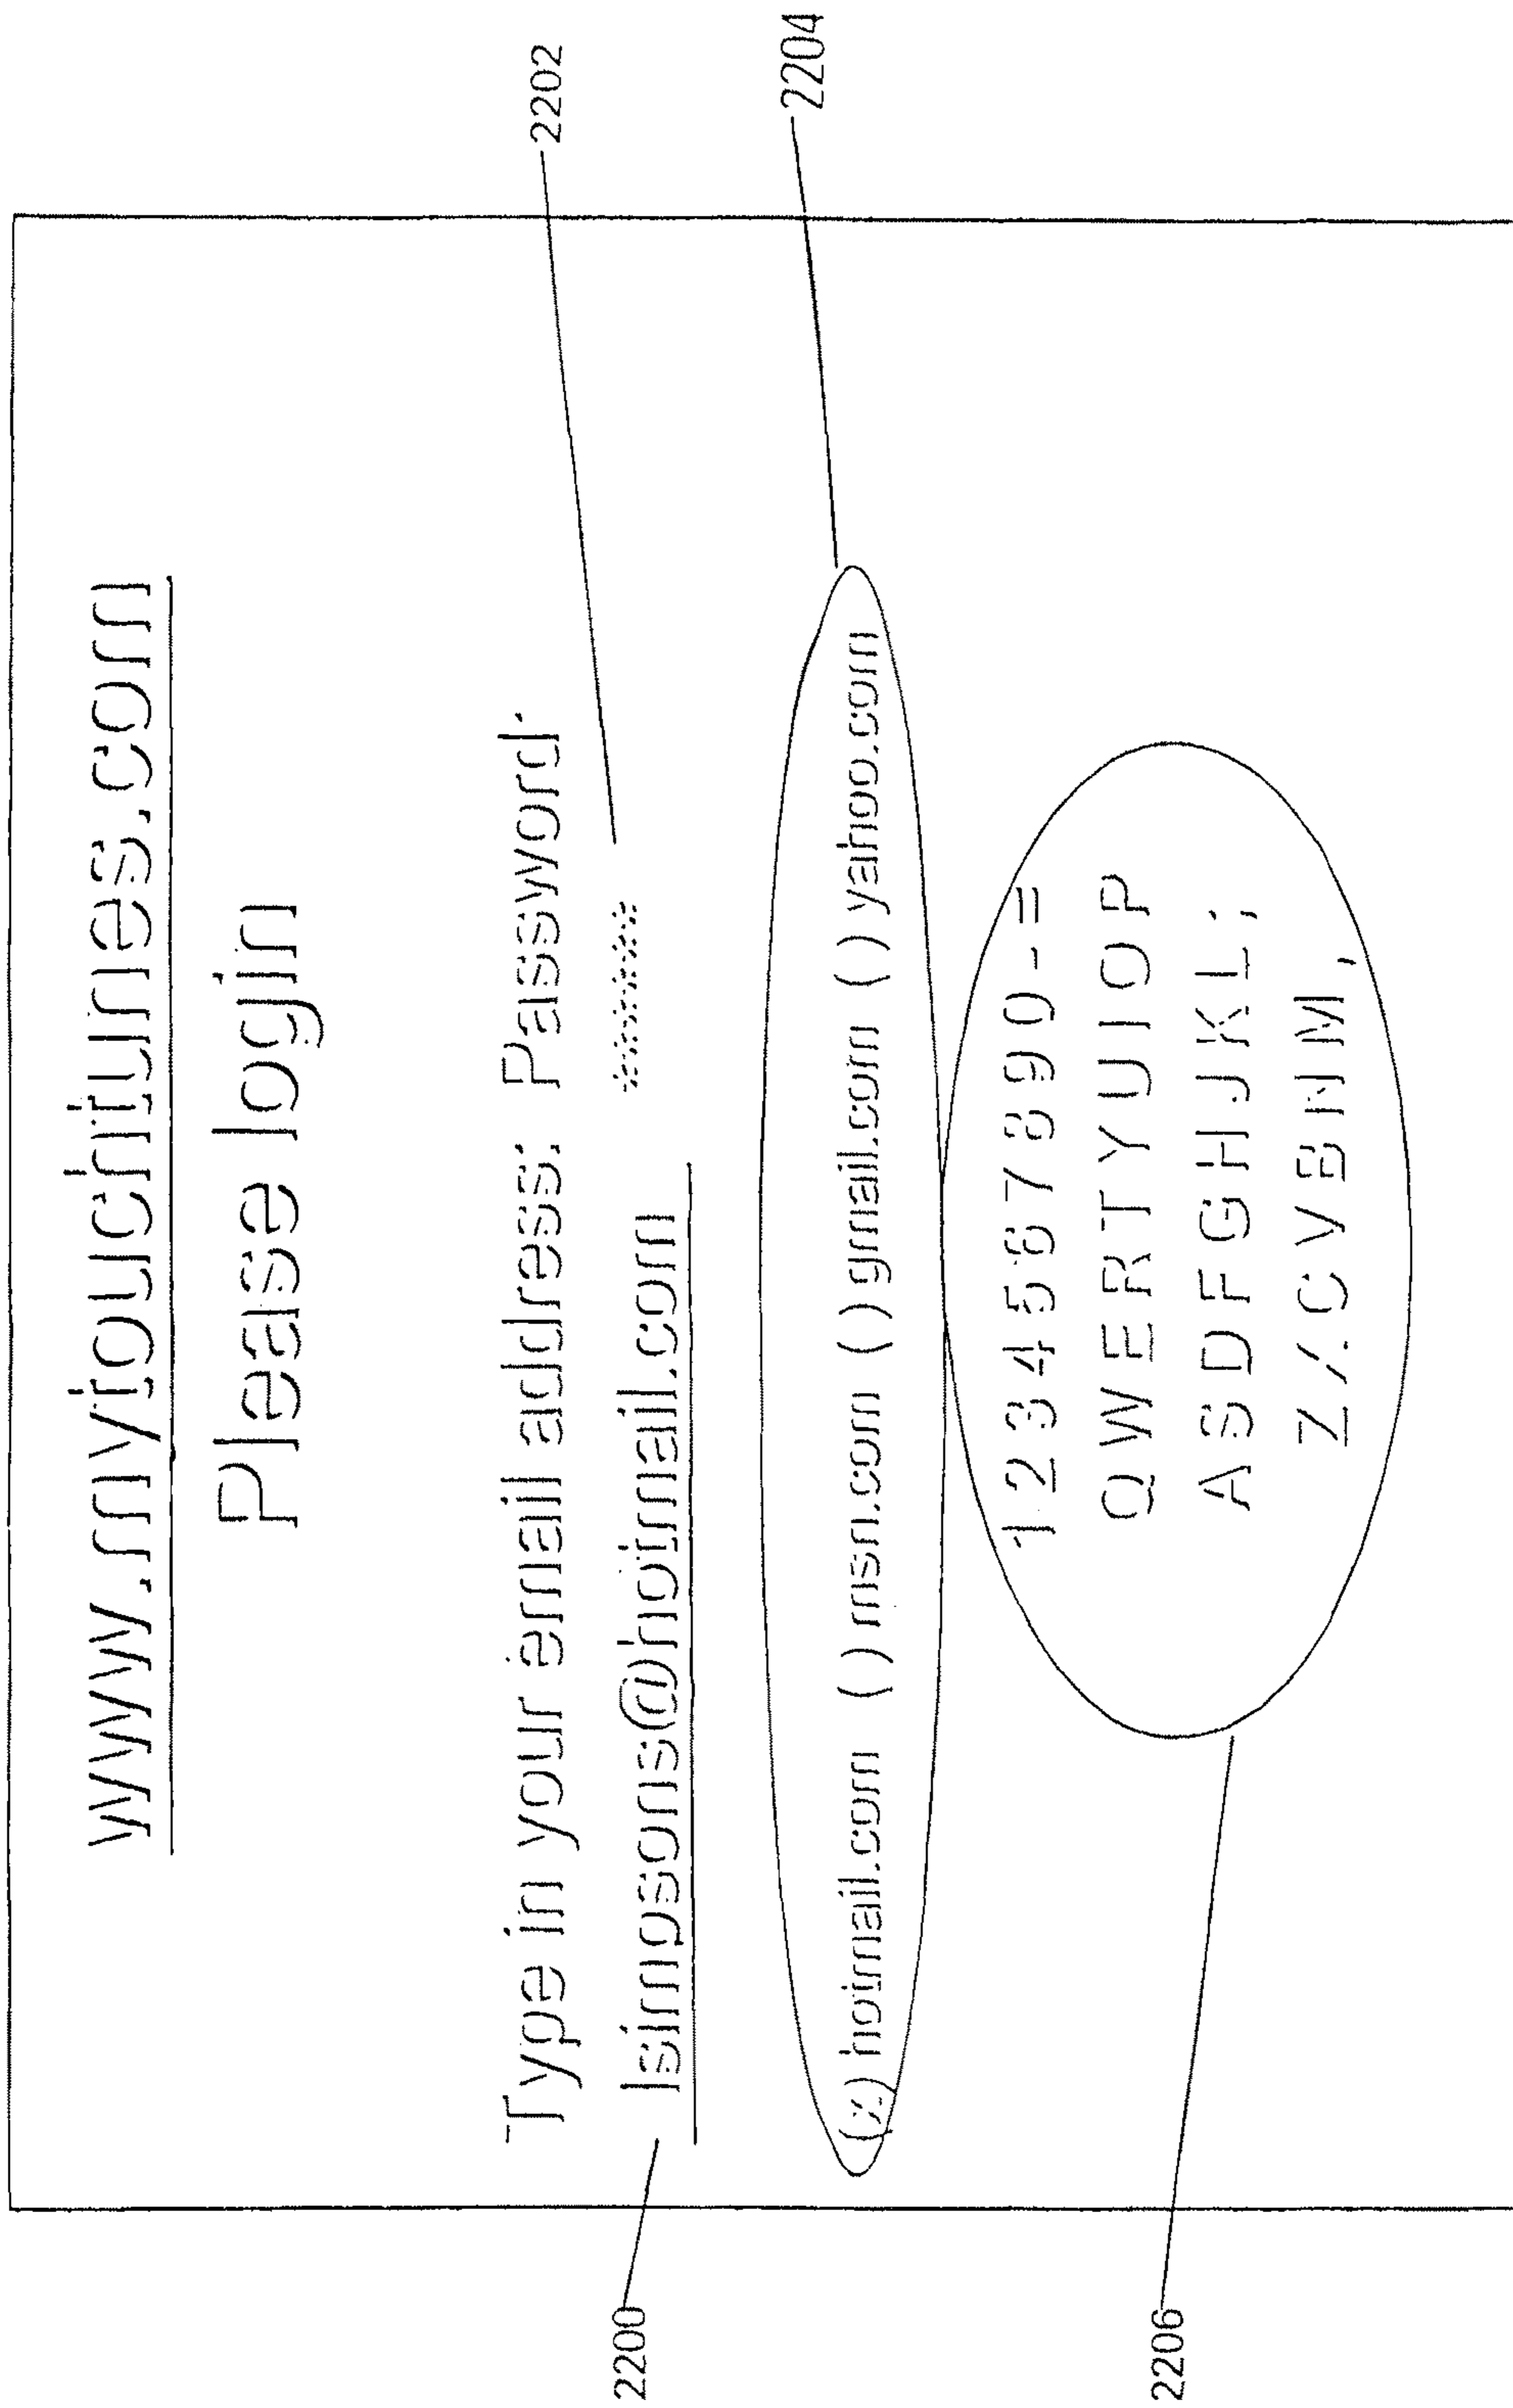 www.mytouchtunes.com
Please login
2202
Type in your email address: Password:
lsimpsons@hotmail.com ******
2200
2204
(x) hotmail.com ( ) msn.com ( ) gmail.com ( ) yahoo.com
1 2 3 4 5 6 7 8 9 0 - =
Q W E R T Y U I O P
A S D F G H J K L ;
Z X C V B N M ,
2206